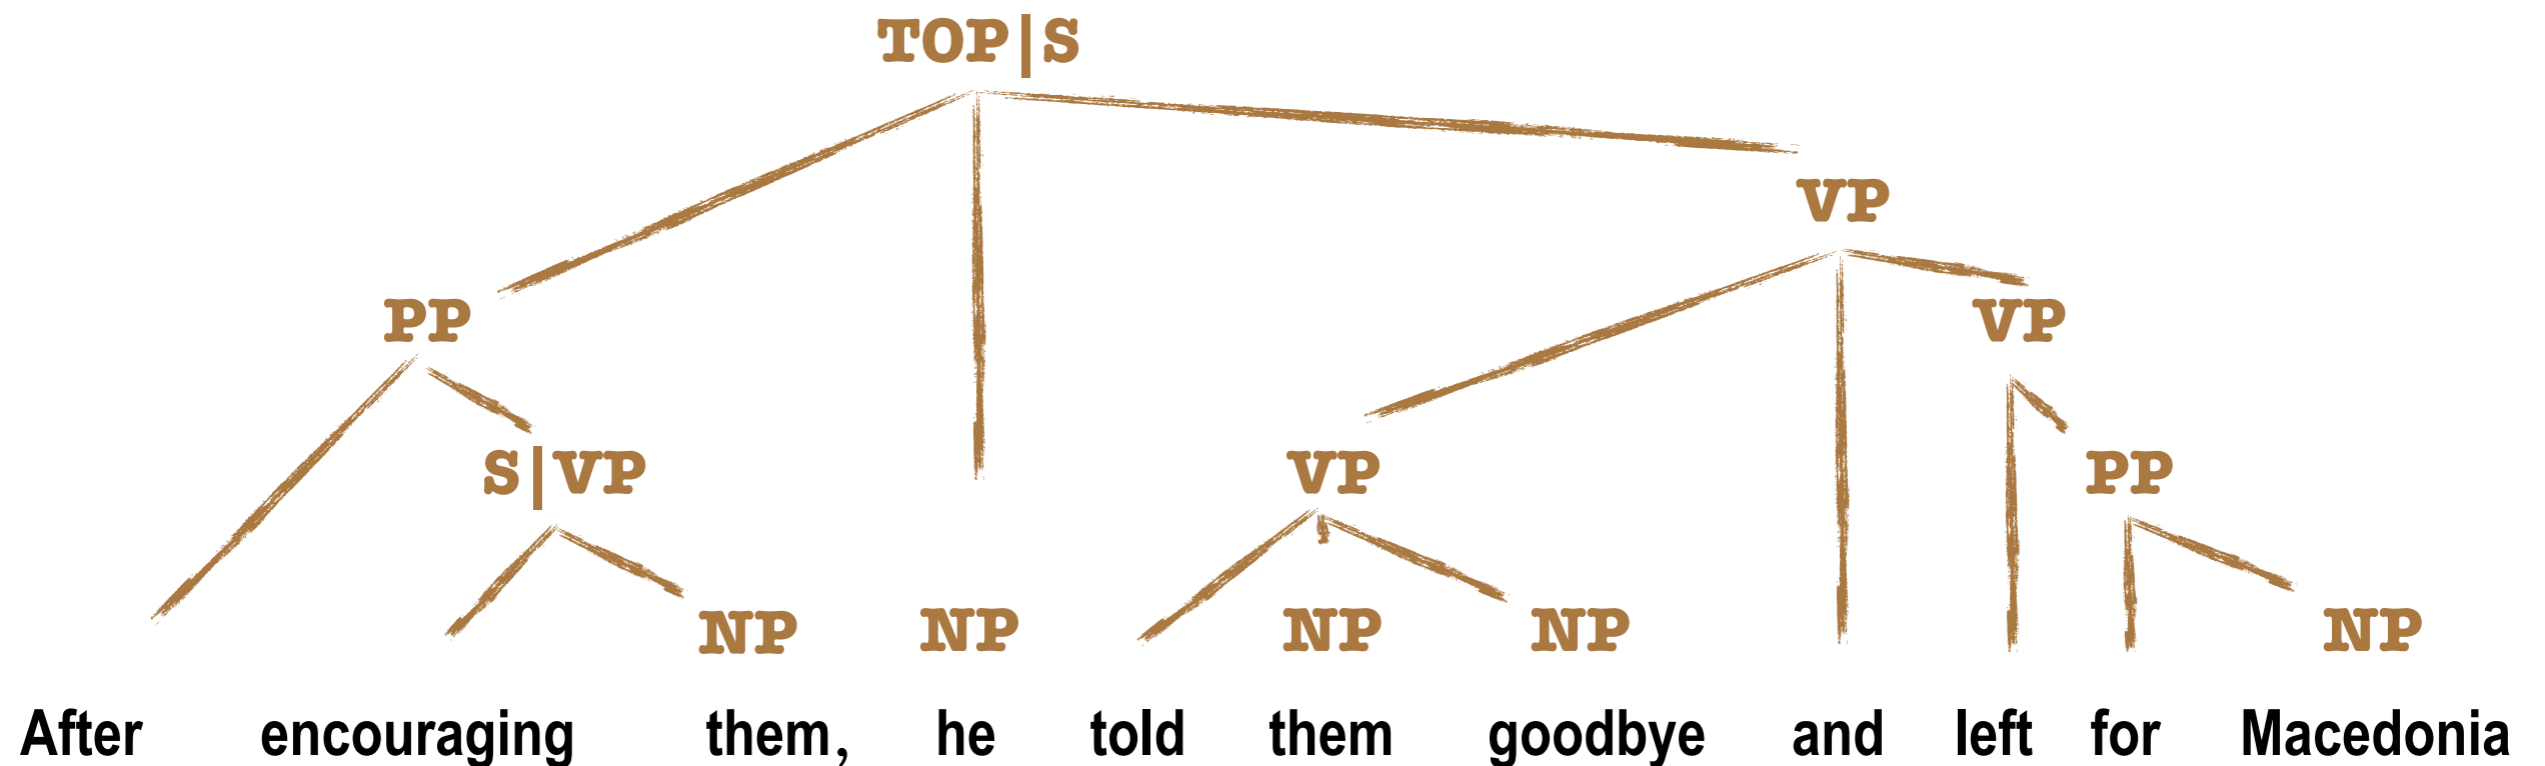 TOP|S
VP
PP VP
S|VP VP PP
NP NP NP NP NP
After encouraging them, he told them goodbye and left for Macedonia